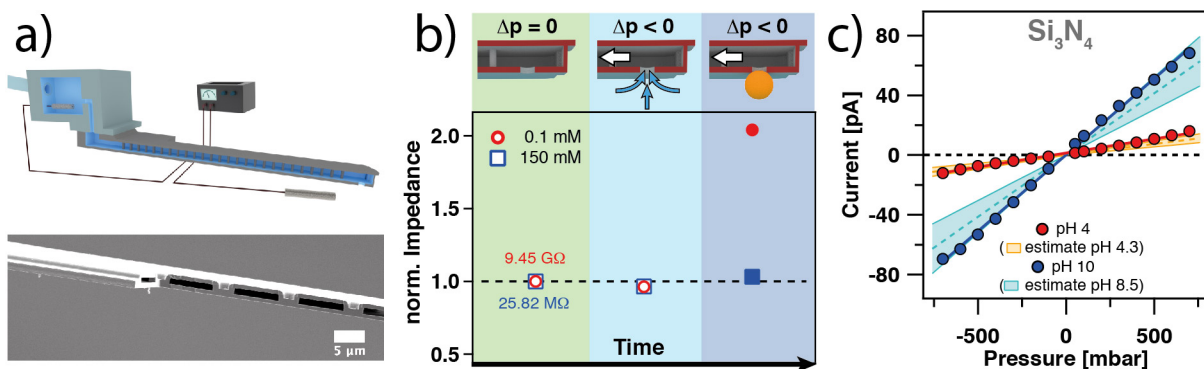 a)
5 µm
b)
Δp = 0
Δp < 0
Δp < 0
norm. Impedance
2.0
1.5
1.0
0.5
0.1 mM
150 mM
9.45 GΩ
25.82 MΩ
Time
c)
Si₃N₄
Current [pA]
80
40
0
-40
-80
pH 4
( estimate pH 4.3)
pH 10
( estimate pH 8.5)
-500
0
500
Pressure [mbar]